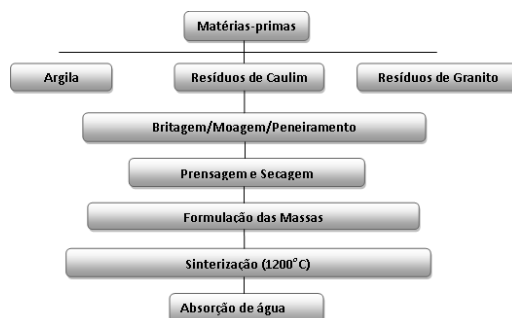 Matérias-primas
Argila
Resíduos de Caulim
Resíduos de Granito
Britagem/Moagem/Peneiramento
Prensagem e Secagem
Formulação das Massas
Sinterização (1200°C)
Absorção de água